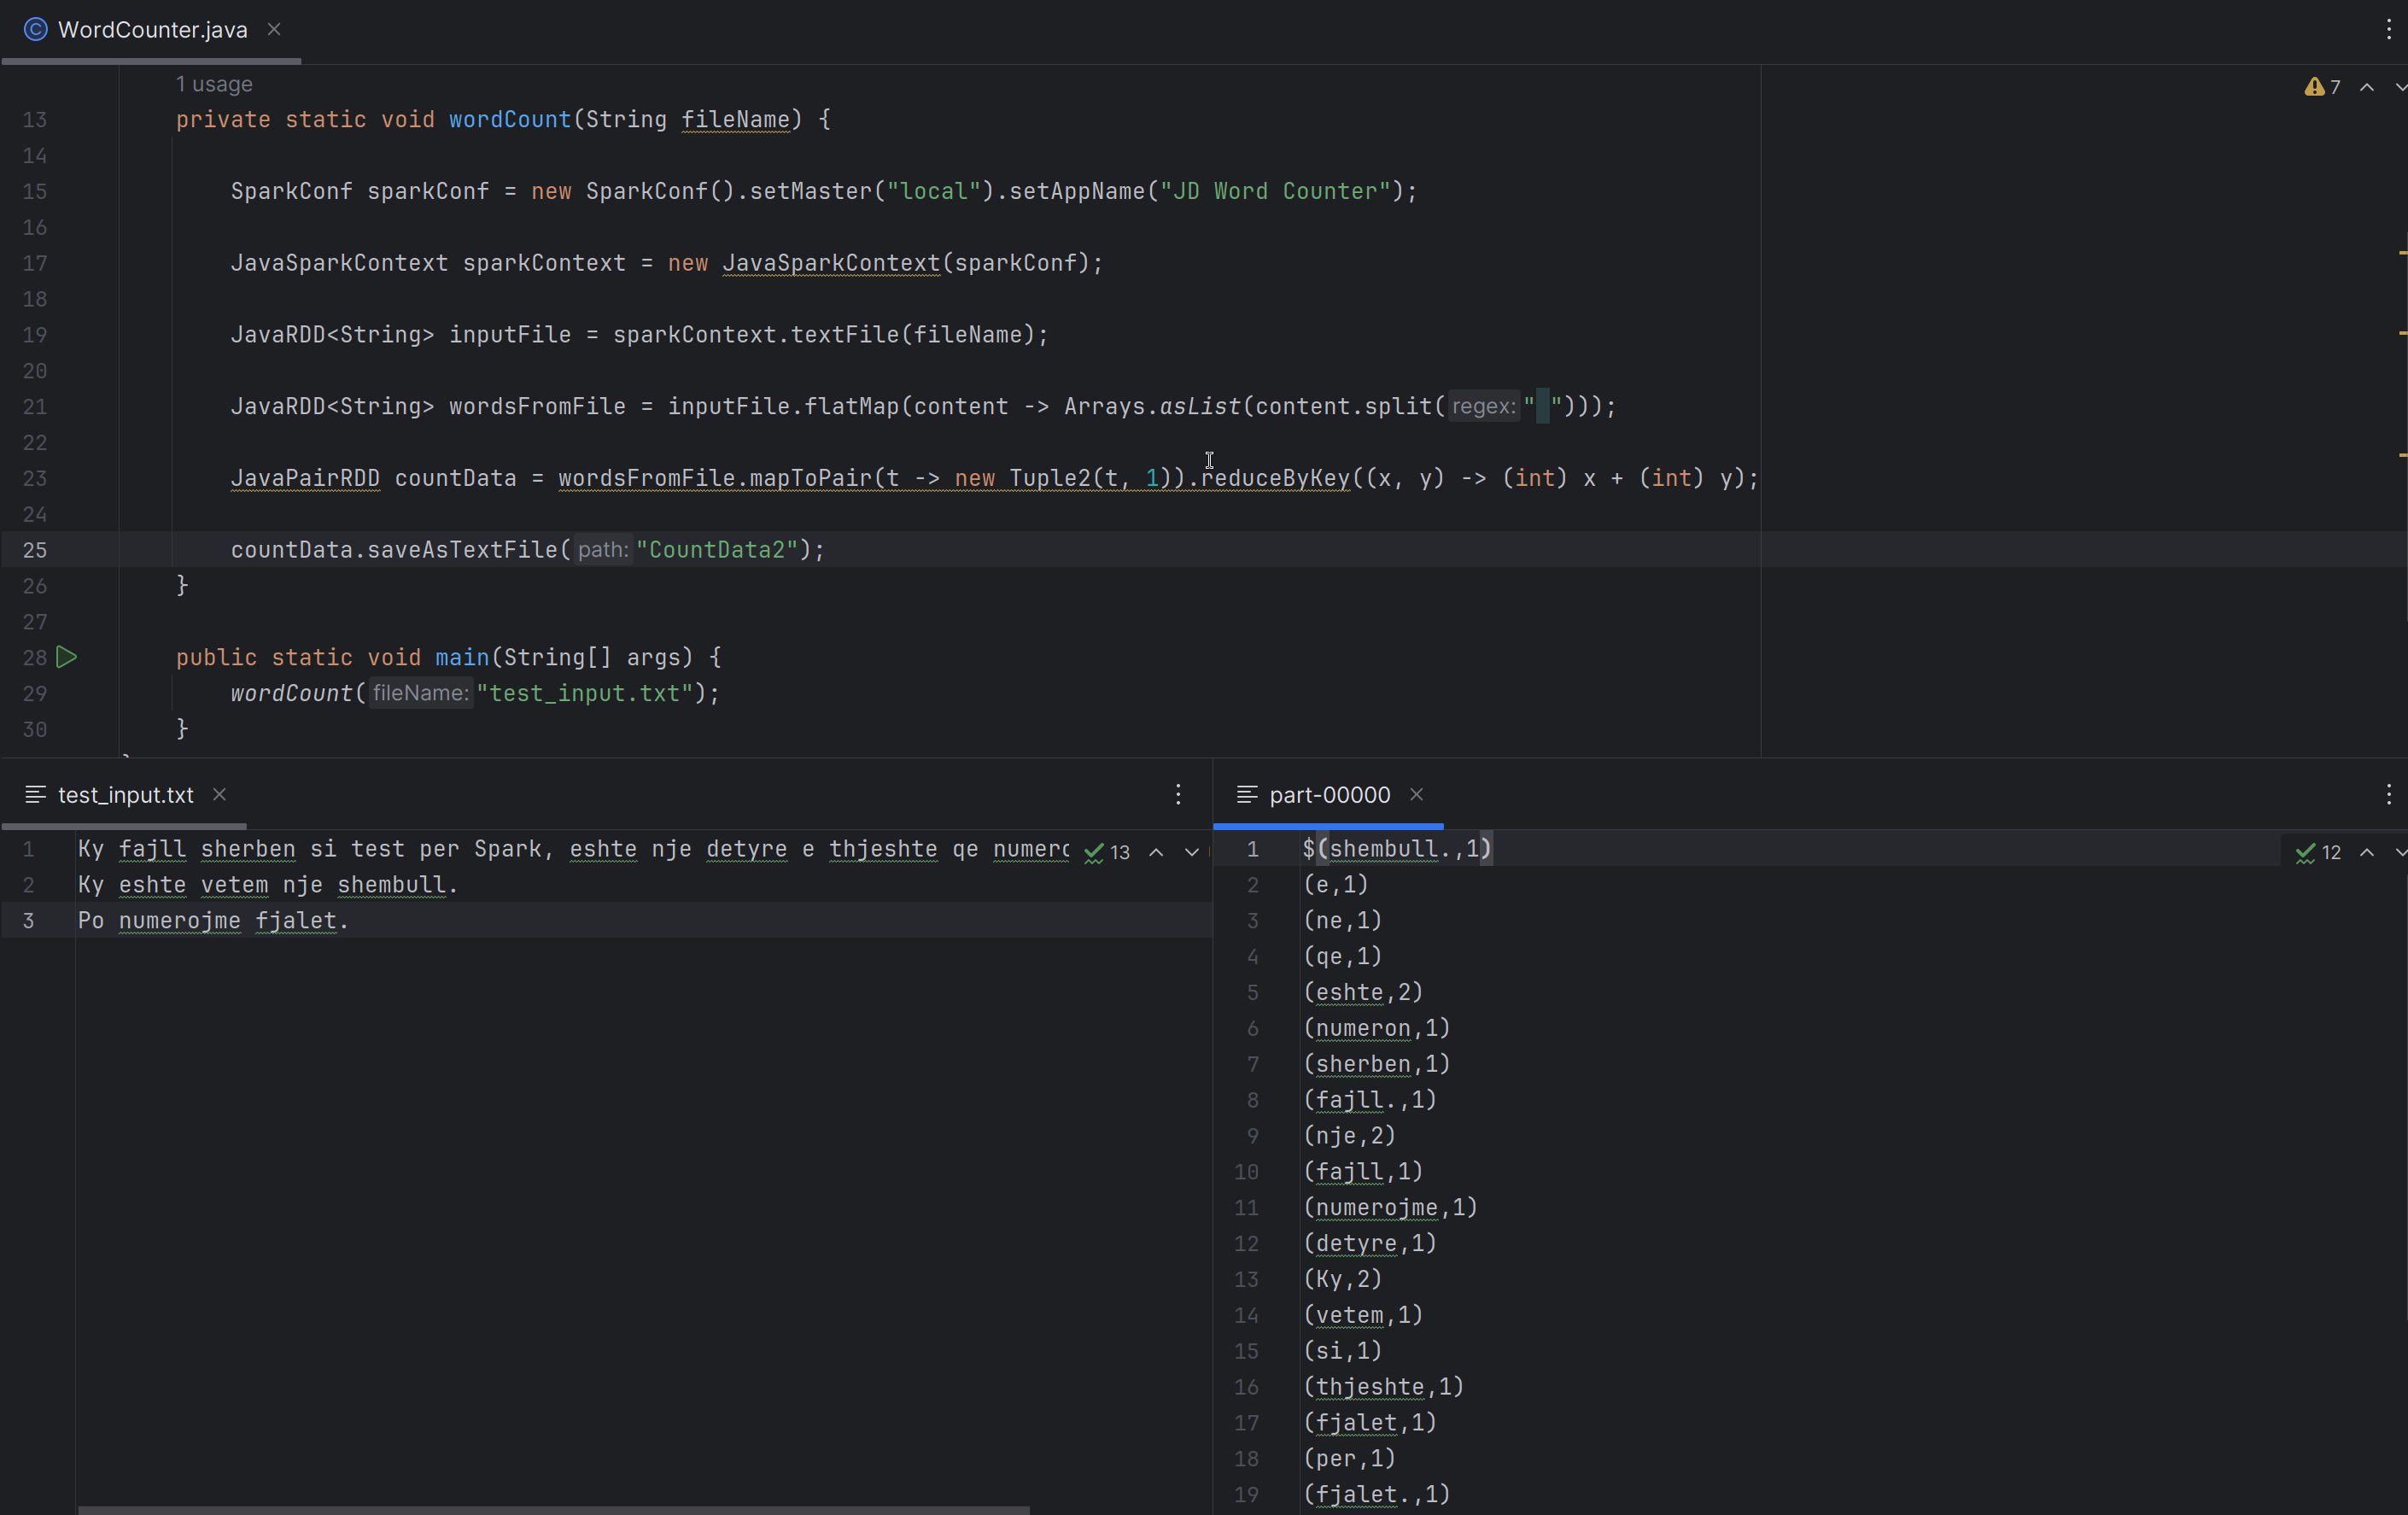 WordCounter.java
1 usage
7
13 private static void wordCount(String fileName) {
14
15 SparkConf sparkConf = new SparkConf().setMaster("local").setAppName("JD Word Counter");
16
17 JavaSparkContext sparkContext = new JavaSparkContext(sparkConf);
18
19 JavaRDD<String> inputFile = sparkContext.textFile(fileName);
20
21 JavaRDD<String> wordsFromFile = inputFile.flatMap(content -> Arrays.asList(content.split( regex: " ")));
22
23 JavaPairRDD countData = wordsFromFile.mapToPair(t -> new Tuple2(t, 1)).reduceByKey((x, y) -> (int) x + (int) y);
24
25 countData.saveAsTextFile( path: "CountData2");
26 }
27
28 public static void main(String[] args) {
29 wordCount( fileName: "test_input.txt");
30 }
test_input.txt
1 Ky fajll sherben si test per Spark, eshte nje detyre e thjeshte qe
13
2 Ky eshte vetem nje shembull.
3 Po numerojme fjalet.
part-00000
12
1 $(shembull.,1)
2 (e,1)
3 (ne,1)
4 (qe,1)
5 (eshte,2)
6 (numeron,1)
7 (sherben,1)
8 (fajll.,1)
9 (nje,2)
10 (fajll,1)
11 (numerojme,1)
12 (detyre,1)
13 (Ky,2)
14 (vetem,1)
15 (si,1)
16 (thjeshte,1)
17 (fjalet,1)
18 (per,1)
19 (fjalet.,1)